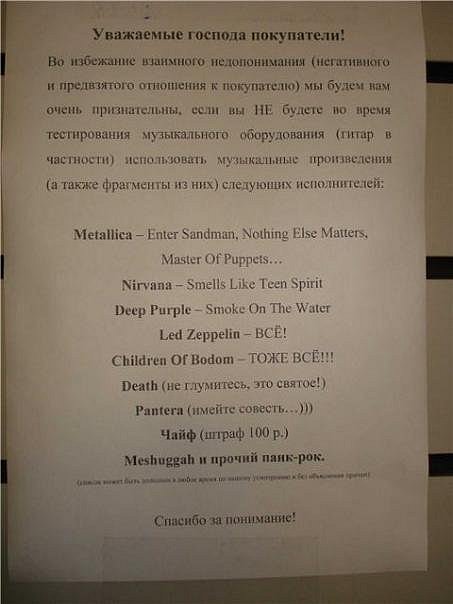 Уважаемые господа покупатели!
Во избежание взаимного недопонимания (негативного
и предвзятого отношения к покупателю) мы будем вам
очень признательны, если вы НЕ будете во время
тестирования музыкального оборудования (гитар в
частности) использовать музыкальные произведения
(а также фрагменты из них) следующих исполнителей:
Metallica – Enter Sandman, Nothing Else Matters,
Master Of Puppets…
Nirvana – Smells Like Teen Spirit
Deep Purple – Smoke On The Water
Led Zeppelin – ВСЁ!
Children Of Bodom – ТОЖЕ ВСЁ!!!
Death (не глумитесь, это святое!)
Pantera (имейте совесть…)))
Чайф (штраф 100 р.)
Meshuggah и прочий панк-рок.
(список может быть дополнен в любое время по нашему усмотрению и без объяснения причин)
Спасибо за понимание!